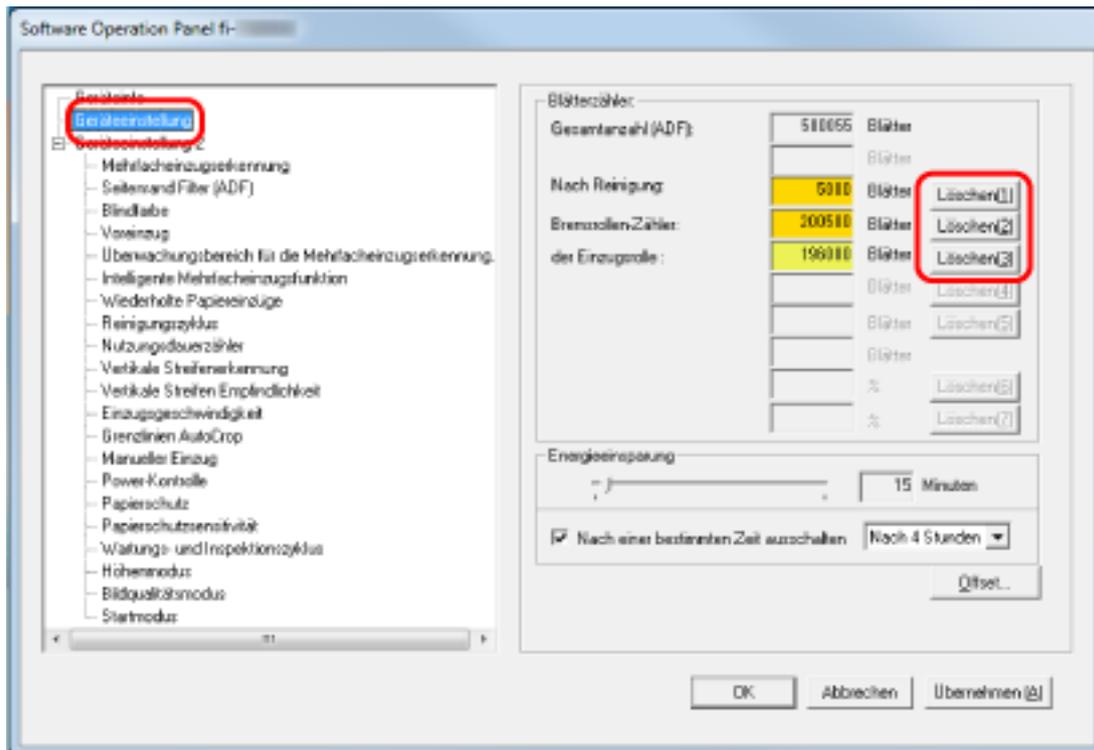 Software Operation Panel fi-
Geräteinfo
Geräteeinstellung
Geräteeinstellung 2
Mehrfacheinzugserkennung
Seitenrand Filter (ADF)
Blindfarbe
Voreinzug
Überwachungsbereich für die Mehrfacheinzugserkennung.
Intelligente Mehrfacheinzugsfunktion
Wiederholte Papiereinzüge
Reinigungszyklus
Nutzungsdauerzähler
Vertikale Streifenerkennung
Vertikale Streifen Empfindlichkeit
Einzugsgeschwindigkeit
Grenzlinien AutoCrop
Manueller Einzug
Power-Kontrolle
Papierschutz
Papierschutzsensitivität
Wartungs- und Inspektionszyklus
Höhenmodus
Bildqualitätsmodus
Startmodus
Blätterzähler:
Gesamtanzahl (ADF): 500055 Blätter
Blätter
Nach Reinigung: 5000 Blätter Löschen(1)
Bremsrollen-Zähler: 200500 Blätter Löschen(2)
der Einzugsrolle : 196000 Blätter Löschen(3)
Blätter Löschen(4)
Blätter Löschen(5)
Blätter
% Löschen(6)
% Löschen(7)
Energieeinsparung
15 Minuten
Nach einer bestimmten Zeit ausschalten Nach 4 Stunden
Offset...
OK Abbrechen Übernehmen (A)